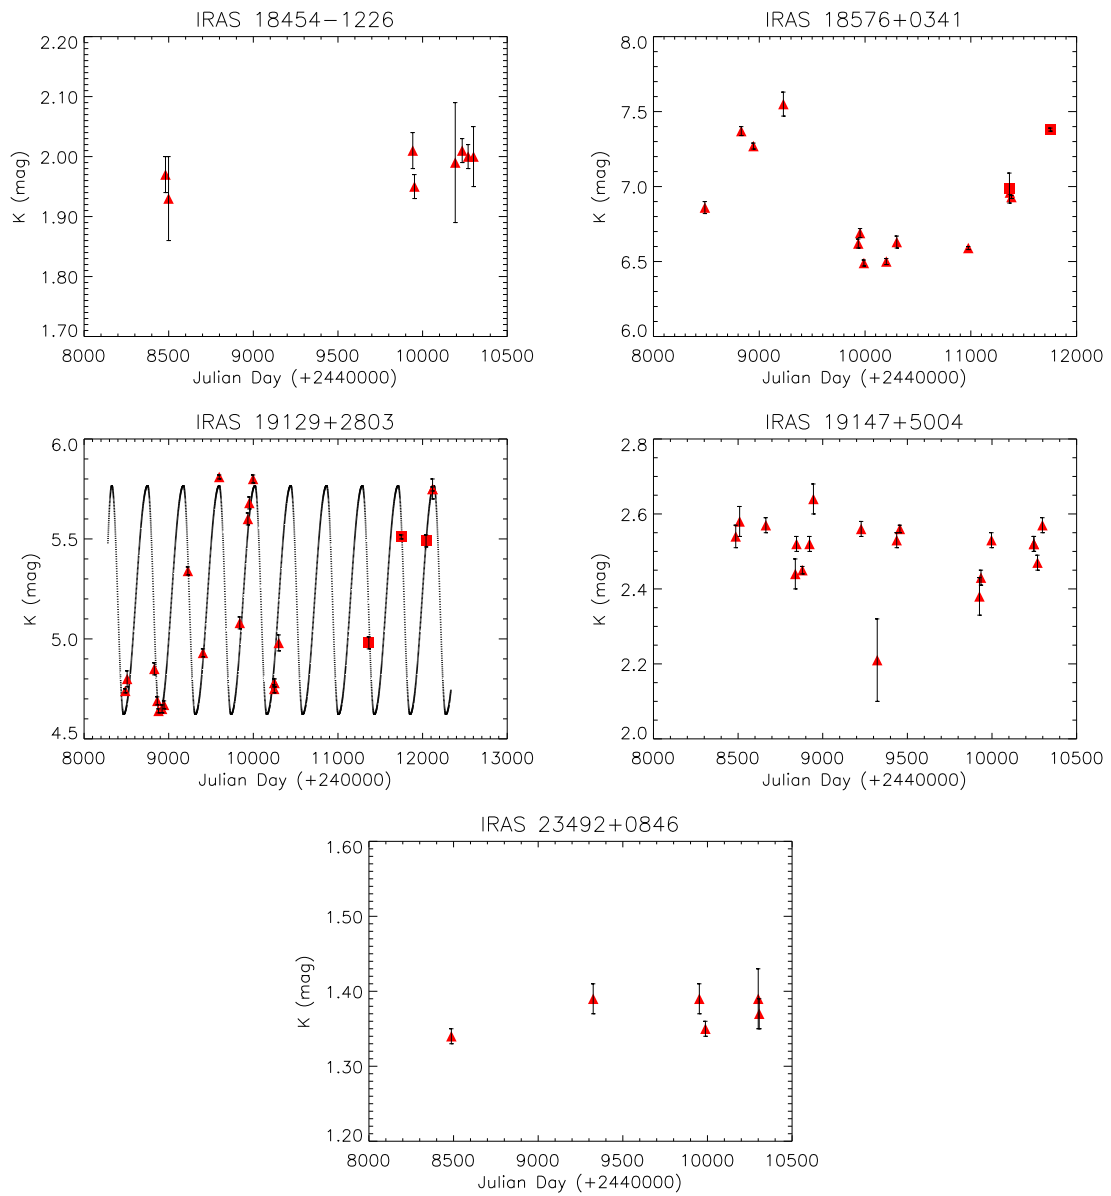 IRAS 18454−1226
2.20
2.10
2.00
1.90
1.80
1.70
K (mag)
8000 8500 9000 9500 10000 10500
Julian Day (+2440000)
IRAS 18576+0341
8.0
7.5
7.0
6.5
6.0
K (mag)
8000 9000 10000 11000 12000
Julian Day (+2440000)
IRAS 19129+2803
6.0
5.5
5.0
4.5
K (mag)
8000 9000 10000 11000 12000 13000
Julian Day (+240000)
IRAS 19147+5004
2.8
2.6
2.4
2.2
2.0
K (mag)
8000 8500 9000 9500 10000 10500
Julian Day (+2440000)
IRAS 23492+0846
1.60
1.50
1.40
1.30
1.20
K (mag)
8000 8500 9000 9500 10000 10500
Julian Day (+2440000)